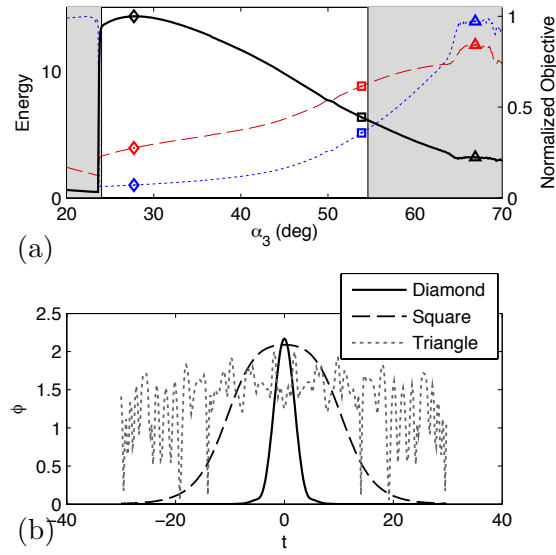 10
0
Energy
1
0.5
0
Normalized Objective
20 30 40 50 60 70
α3 (deg)
(a)
Diamond
Square
Triangle
2.5
2
1.5
1
0.5
0
ϕ
−40 −20 0 20 40
t
(b)